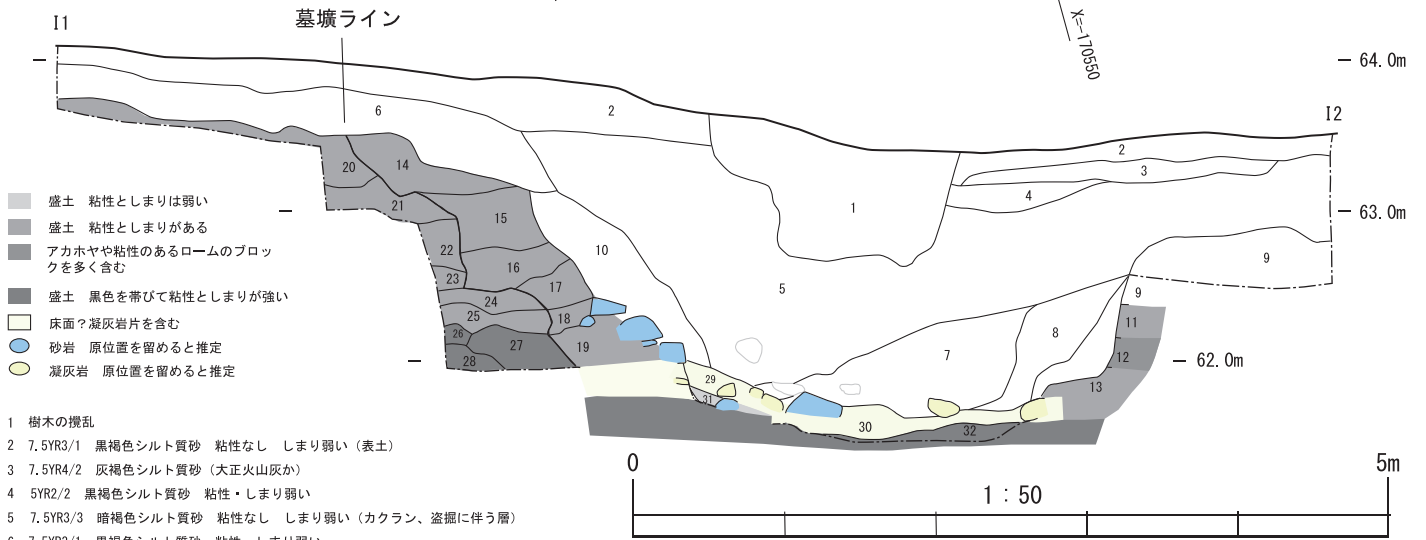 I1
墓壙ライン
X=-170550
64.0m
I2
6
2
2
3
20
14
4
21
1
63.0m
15
22
10
9
16
23
17
5
24
9
25
18
8
11
26
27
19
7
12
62.0m
28
29
13
31
30
32
盛土 粘性としまりは弱い
盛土 粘性としまりがある
アカホヤや粘性のあるロームのブロッ
クを多く含む
盛土 黒色を帯びて粘性としまりが強い
床面？凝灰岩片を含む
砂岩 原位置を留めると推定
凝灰岩 原位置を留めると推定
1 樹木の攪乱
2 7.5YR3/1 黒褐色シルト質砂 粘性なし しまり弱い（表土）
3 7.5YR4/2 灰褐色シルト質砂（大正火山灰か）
4 5YR2/2 黒褐色シルト質砂 粘性・しまり弱い
5 7.5YR3/3 暗褐色シルト質砂 粘性なし しまり弱い（カクラン、盗掘に伴う層）
0
5m
1：50